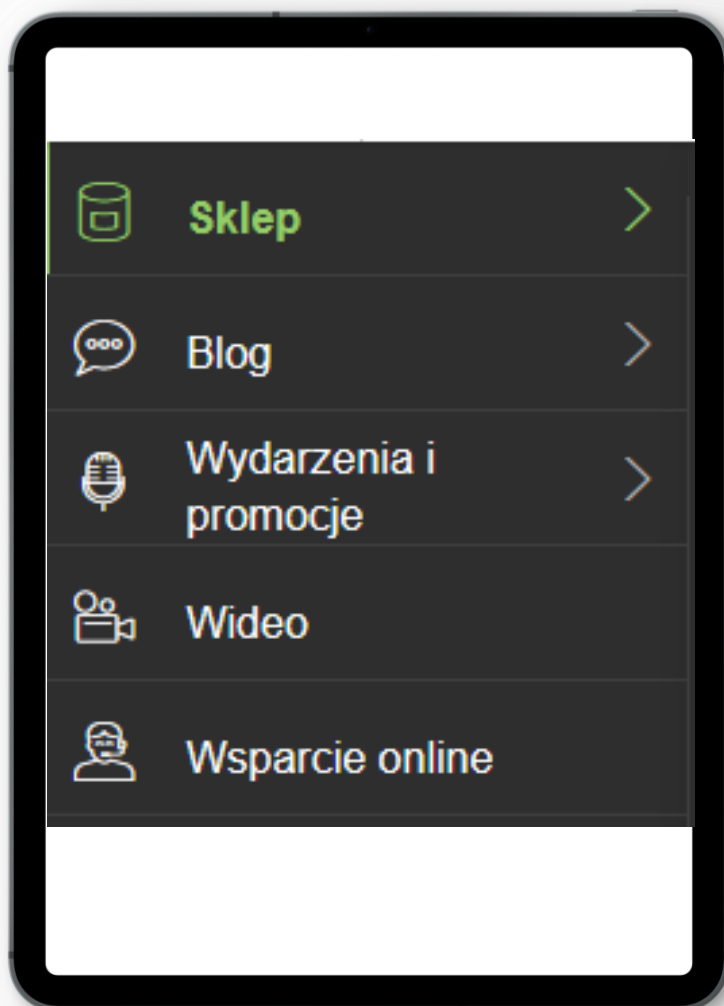 Sklep
Blog
Wydarzenia i
promocje
Wideo
Wsparcie online